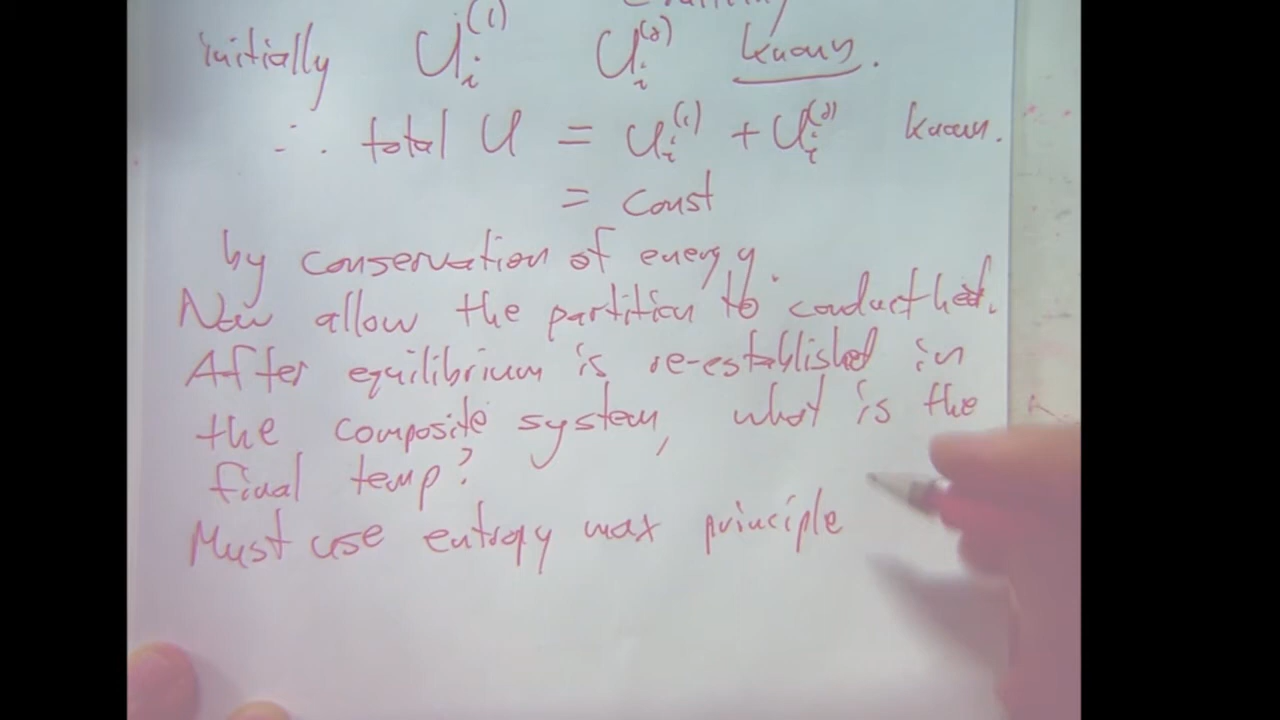 initially U_i^(1) U_i^(2) known.
∴ total U = U_i^(1) + U_i^(2) known.
= const
by conservation of energy.
Now allow the partition to conduct heat.
After equilibrium is re-established in
the composite system, what is the
final temp?
Must use entropy max principle